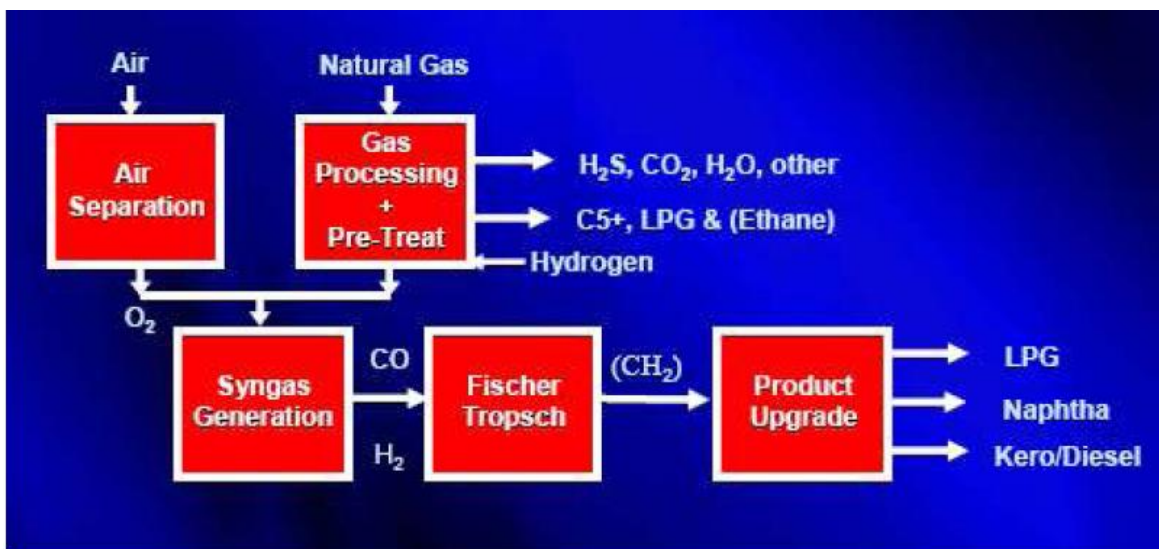 Air
Natural Gas
Air
Separation
Gas
Processing
+
Pre-Treat
H₂S, CO₂, H₂O, other
C5+, LPG & (Ethane)
Hydrogen
O₂
Syngas
Generation
CO
H₂
Fischer
Tropsch
(CH₂)
Product
Upgrade
LPG
Naphtha
Kero/Diesel